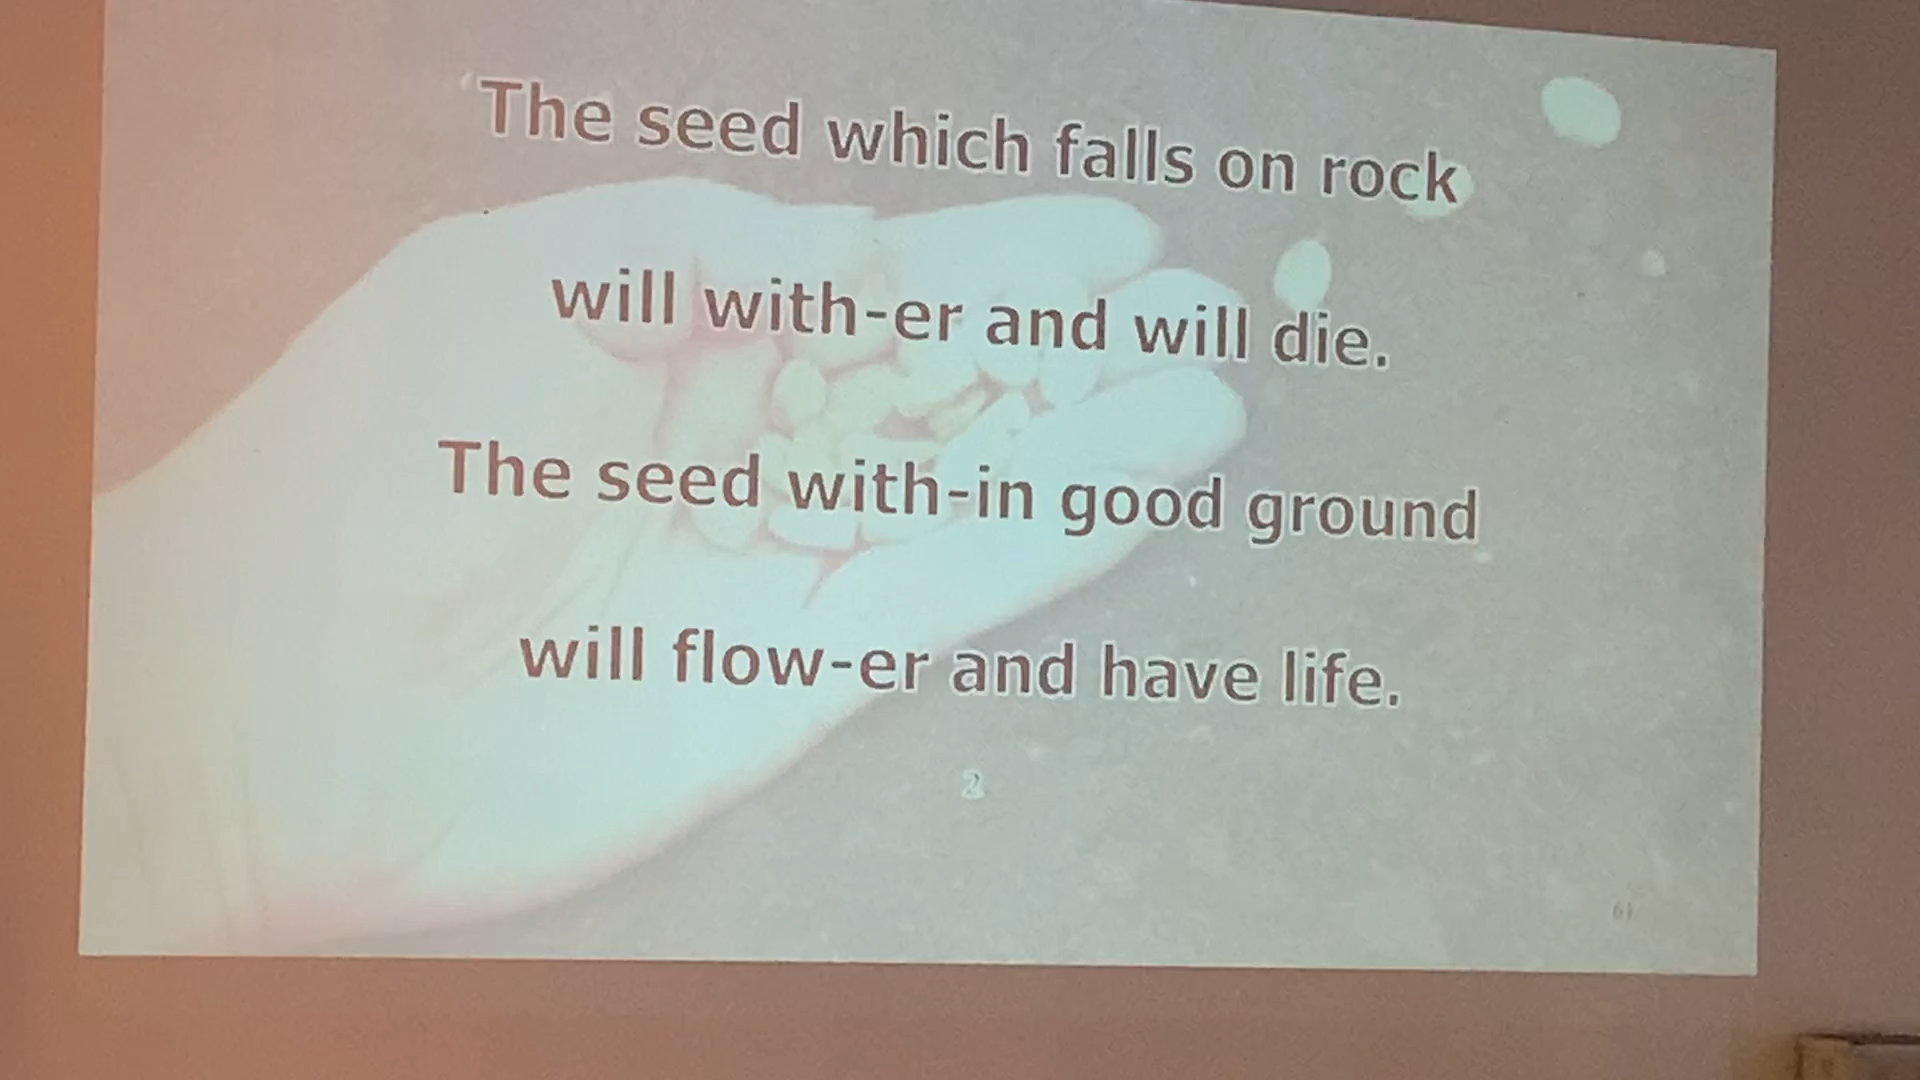 The seed which falls on rock
will with-er and will die.
The seed with-in good ground
will flow-er and have life.
2